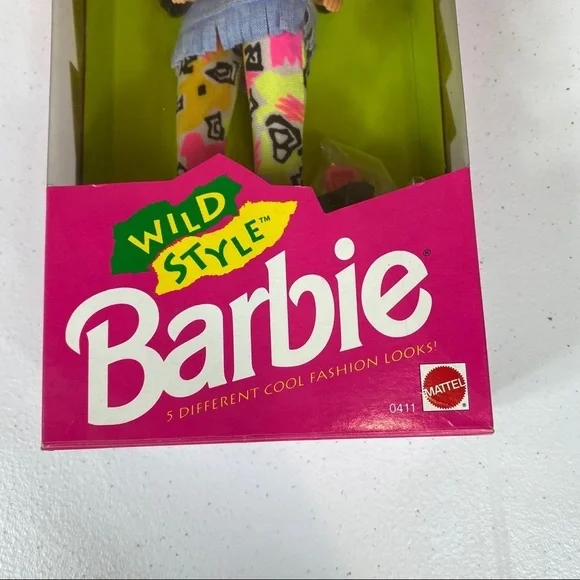 WILD
STYLE™
Barbie®
5 DIFFERENT COOL FASHION LOOKS!
0411
MATTEL®